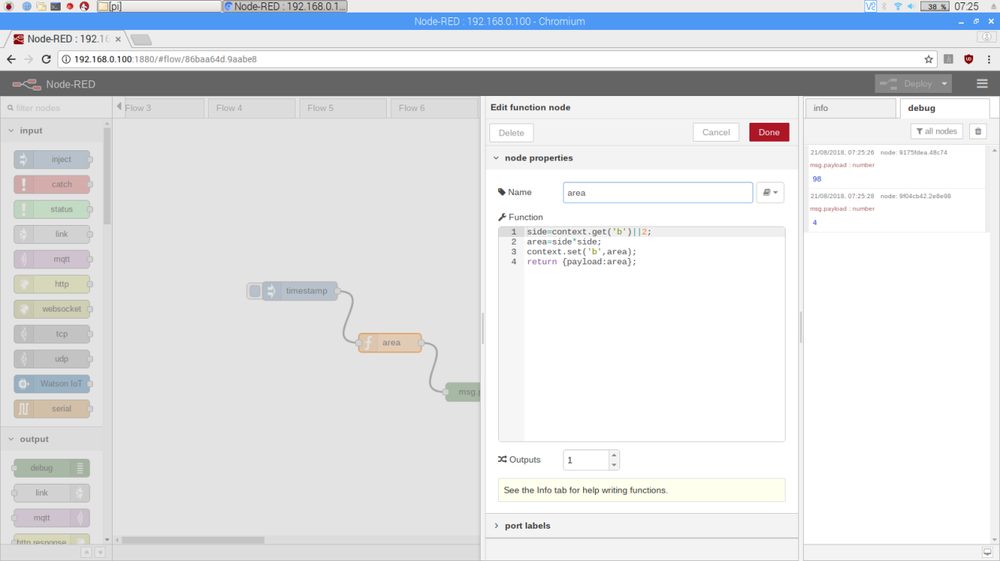 [pi]
Node-RED : 192.168.0.1...
38 %
07:25
Node-RED : 192.168.0.100 - Chromium
Node-RED : 192.16
192.168.0.100:1880/#flow/86baa64d.9aabe8
Node-RED
Deploy
filter nodes
Flow 3
Flow 4
Flow 5
Flow 6
input
inject
catch
status
link
mqtt
http
websocket
tcp
udp
Watson IoT
serial
output
debug
link
mqtt
http response
timestamp
area
msg.p
Edit function node
Delete
Cancel
Done
node properties
Name
area
Function
1 side=context.get('b')||2;
2 area=side*side;
3 context.set('b',area);
4 return {payload:area};
Outputs
1
See the Info tab for help writing functions.
port labels
info
debug
all nodes
21/08/2018, 07:25:26 node: 9175fdea.48c74
msg.payload : number
98
21/08/2018, 07:25:28 node: 9f04cb42.2e8e98
msg.payload : number
4